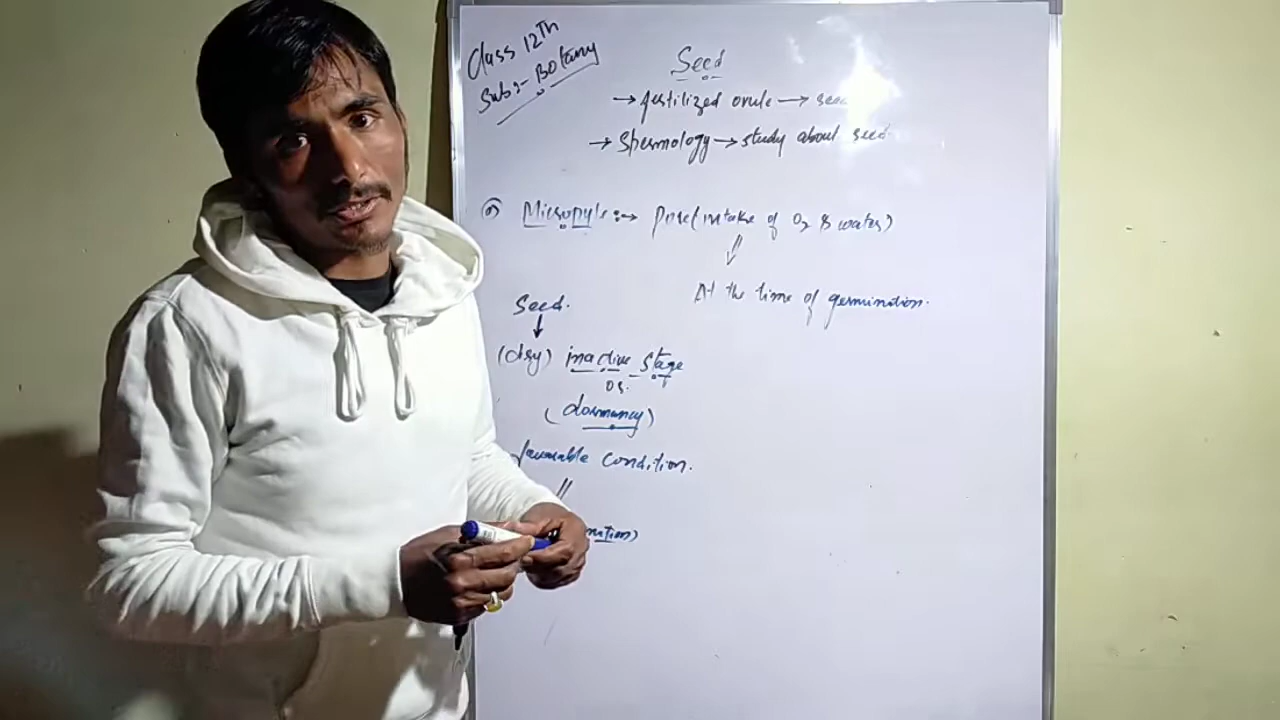 Class 12Th
Sub:- Botany
Seed
→ fertilized ovule → seed
→ Spermology → study about seed.
Micropyle :→ Pore (intake of O₂ & water)
At the time of germination.
Seed.
(dry) inactive stage
or.
(dormancy)
favourable condition.